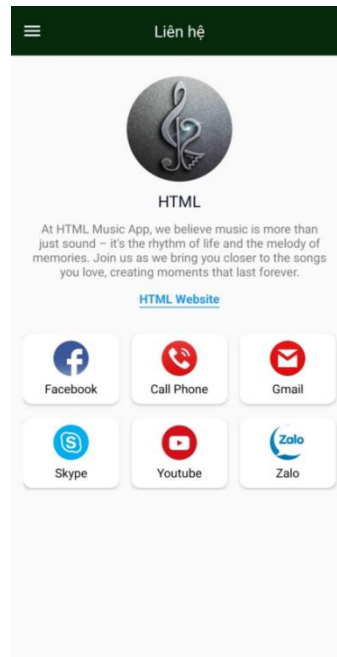 Liên hệ
HTML
At HTML Music App, we believe music is more than
just sound – it's the rhythm of life and the melody of
memories. Join us as we bring you closer to the songs
you love, creating moments that last forever.
HTML Website
Facebook
Call Phone
Gmail
Zalo
Skype
Youtube
Zalo